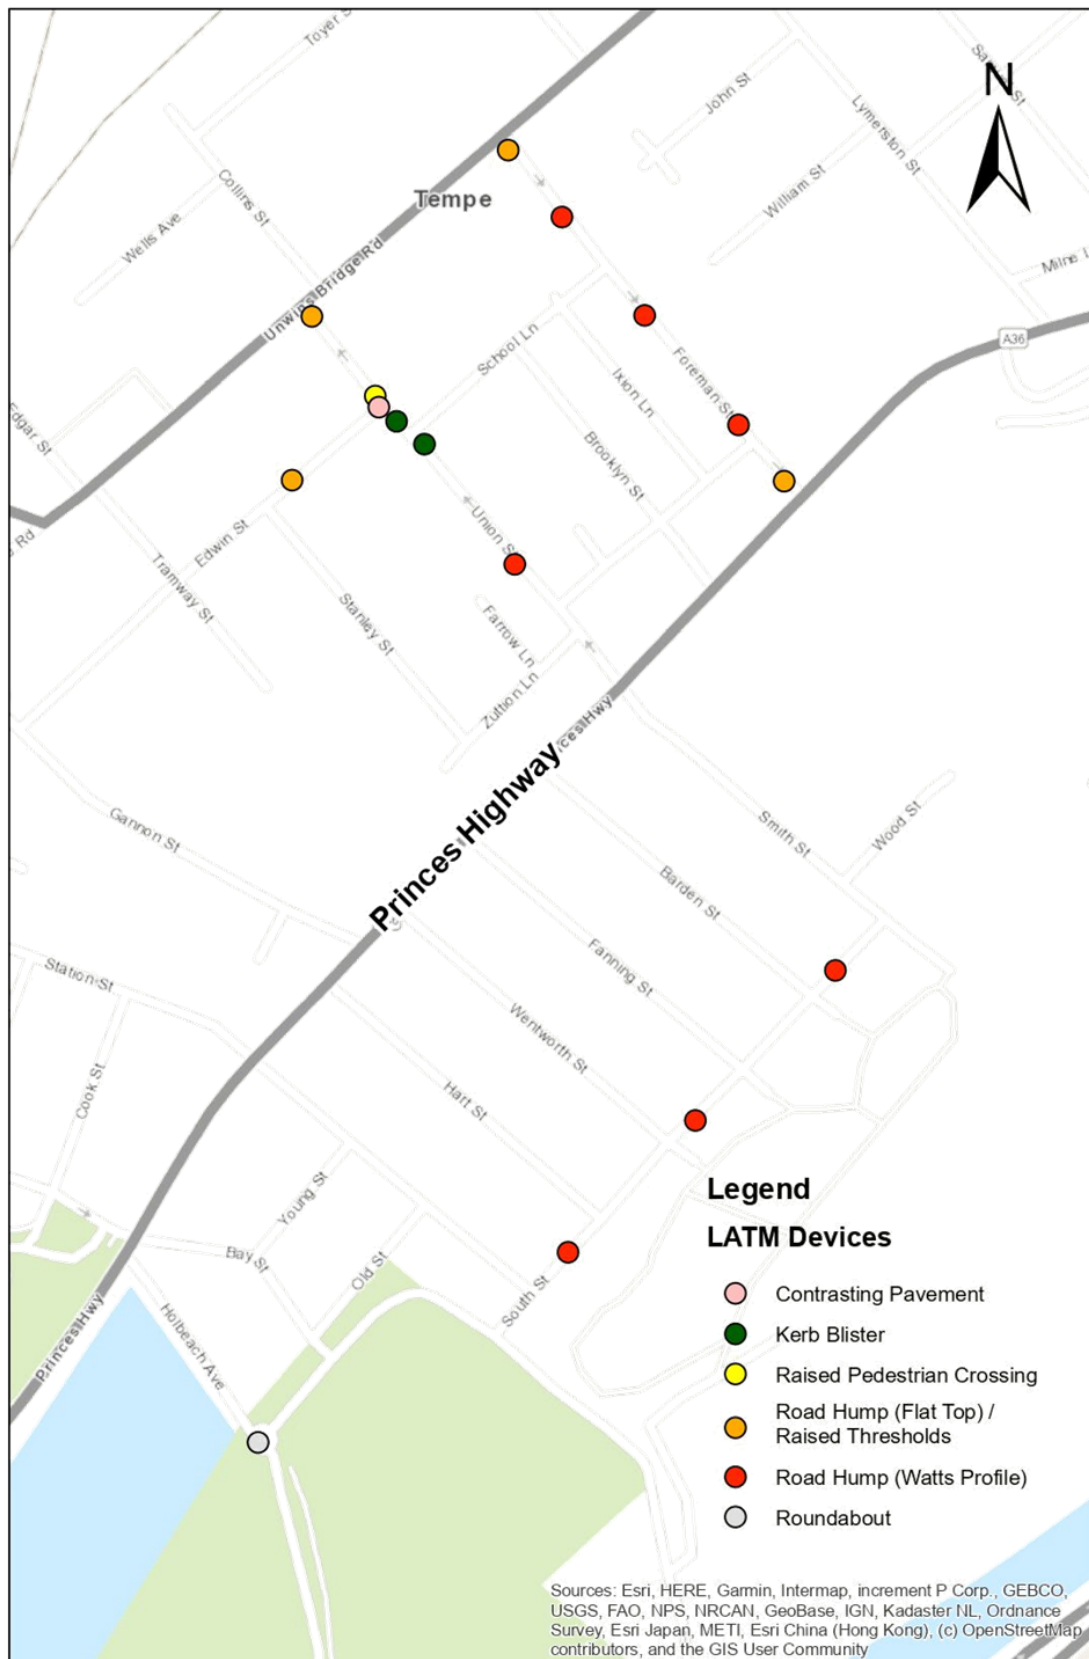 Toyer S
Sa
St
N
John St
Lymerston St
Collins St
Tempe
William St
Wells Ave
Unwins Bridge Rd
Milne L
A36
School Ln
Foreman St
Ixion Ln
Edgar St
Brooklyn St
Rd
Union S
Edwin St
Tramway St
Stanley St
Farrow Ln
Zuttion Ln
ces Hwy
Princes Highway
Gannon St
Smith St
Wood St
Barden St
Fanning St
Station St
Wentworth St
Cook St
Hart St
Young St
Bay St
Old St
South St
Holbeach Ave
Princes Hwy
Legend
LATM Devices
Contrasting Pavement
Kerb Blister
Raised Pedestrian Crossing
Road Hump (Flat Top) /
Raised Thresholds
Road Hump (Watts Profile)
Roundabout
Sources: Esri, HERE, Garmin, Intermap, increment P Corp., GEBCO,
USGS, FAO, NPS, NRCAN, GeoBase, IGN, Kadaster NL, Ordnance
Survey, Esri Japan, METI, Esri China (Hong Kong), (c) OpenStreetMap
contributors, and the GIS User Community